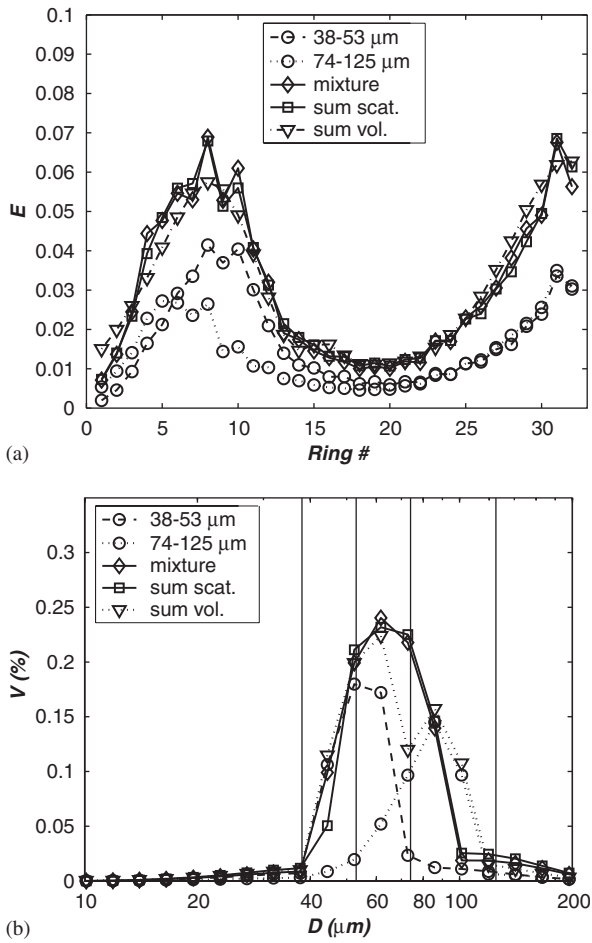 0.1
0.09
0.08
0.07
0.06
0.05
0.04
0.03
0.02
0.01
0
E
38-53 μm
74-125 μm
mixture
sum scat.
sum vol.
0 5 10 15 20 25 30
(a)
Ring #
0.3
0.25
0.2
0.15
0.1
0.05
0
V (%)
38-53 μm
74-125 μm
mixture
sum scat.
sum vol.
10 20 40 60 80 100 200
(b)
D (μm)